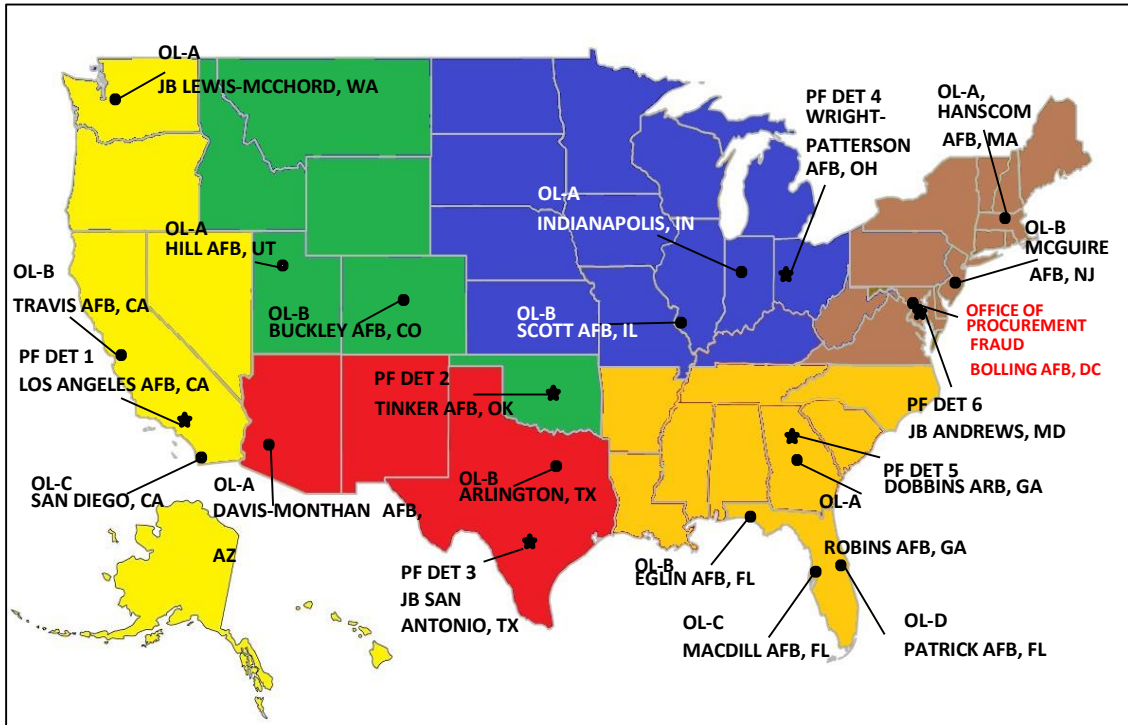 OL-A
JB LEWIS-MCCHORD, WA
PF DET 4
WRIGHT-
PATTERSON
AFB, OH
OL-A,
HANSCOM
AFB, MA
OL-A
INDIANAPOLIS, IN
OL-A
HILL AFB, UT
OL-B
MCGUIRE
AFB, NJ
OL-B
TRAVIS AFB, CA
OL-B
BUCKLEY AFB, CO
OL-B
SCOTT AFB, IL
OFFICE OF
PROCUREMENT
FRAUD
BOLLING AFB, DC
PF DET 1
LOS ANGELES AFB, CA
PF DET 2
TINKER AFB, OK
PF DET 6
JB ANDREWS, MD
PF DET 5
DOBBINS ARB, GA
OL-C
SAN DIEGO, CA
OL-A
DAVIS-MONTHAN AFB,
AZ
OL-B
ARLINGTON, TX
OL-A
ROBINS AFB, GA
PF DET 3
JB SAN
ANTONIO, TX
OL-B
EGLIN AFB, FL
OL-C
MACDILL AFB, FL
OL-D
PATRICK AFB, FL